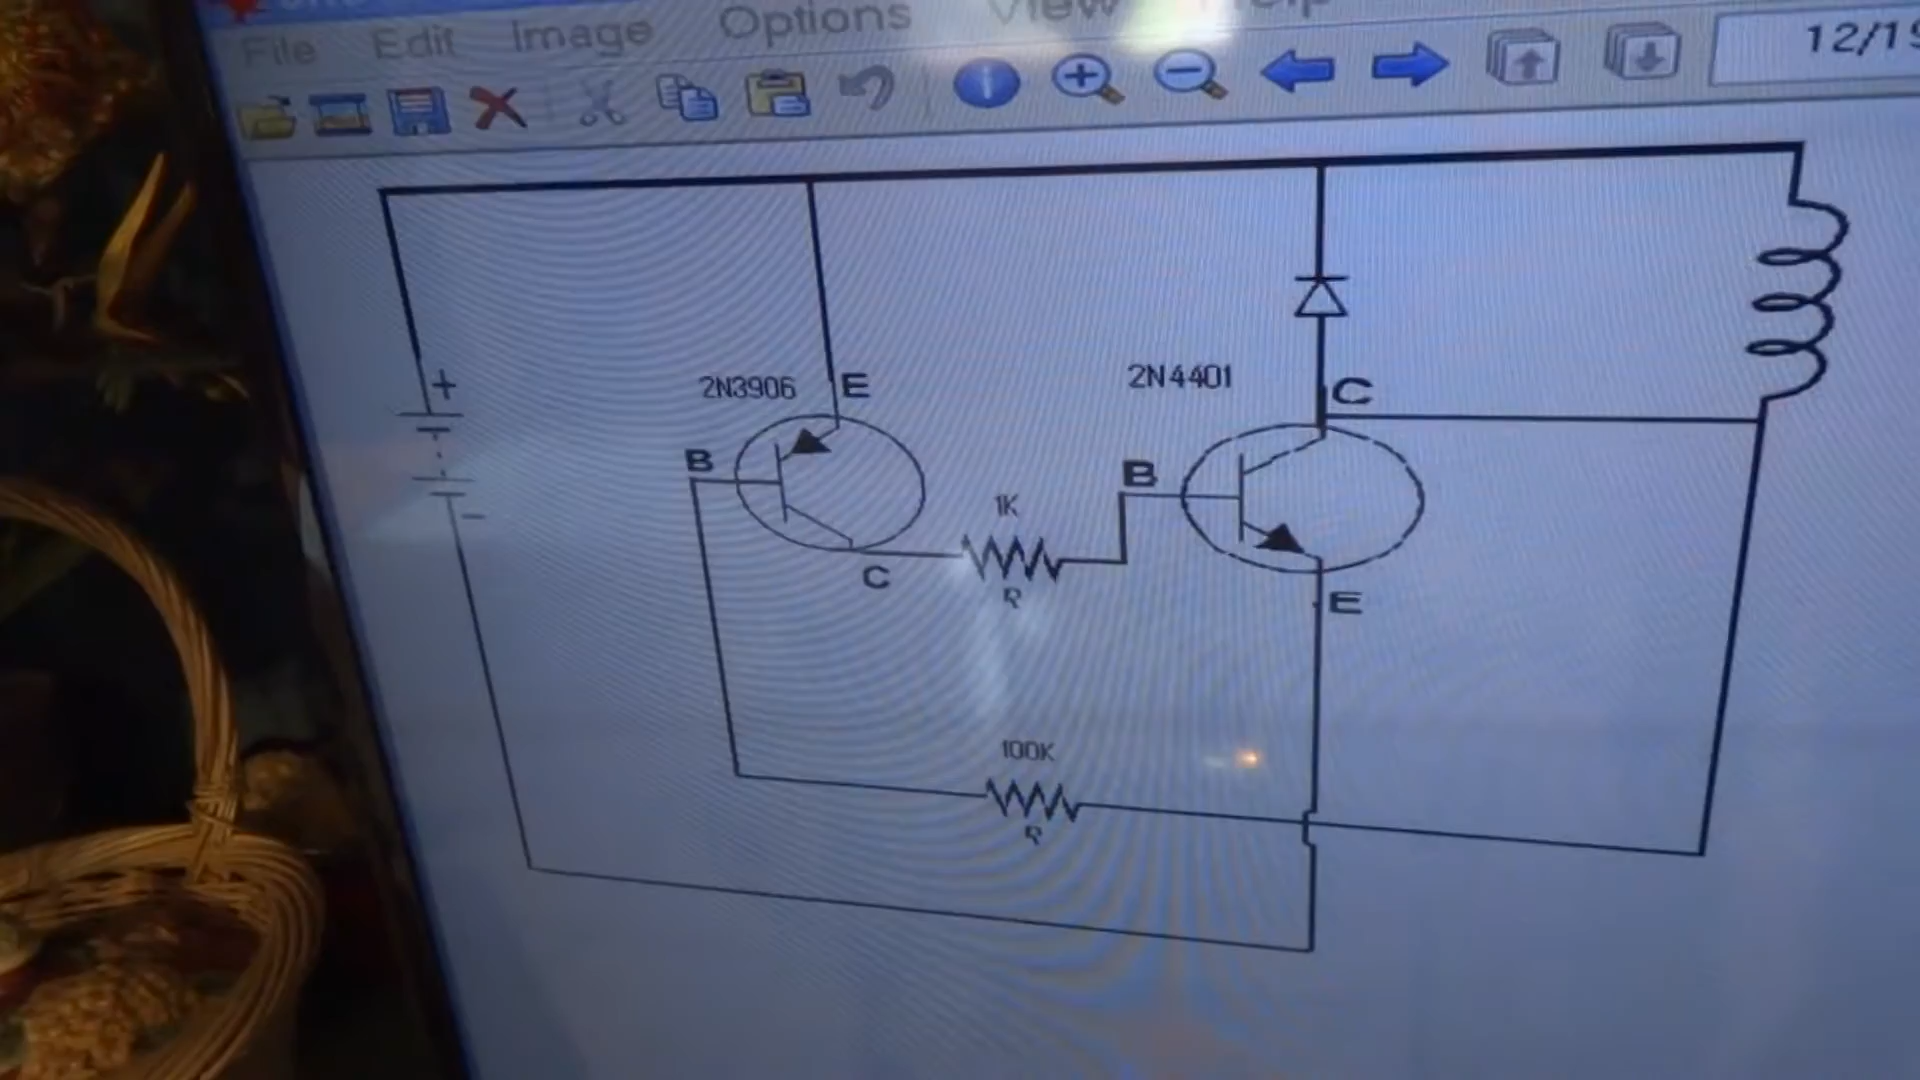 File Edit Image Options View Help
12/19
+
2N3906 E
2N4401 C
B
B
1K
C
R
E
100K
R
-